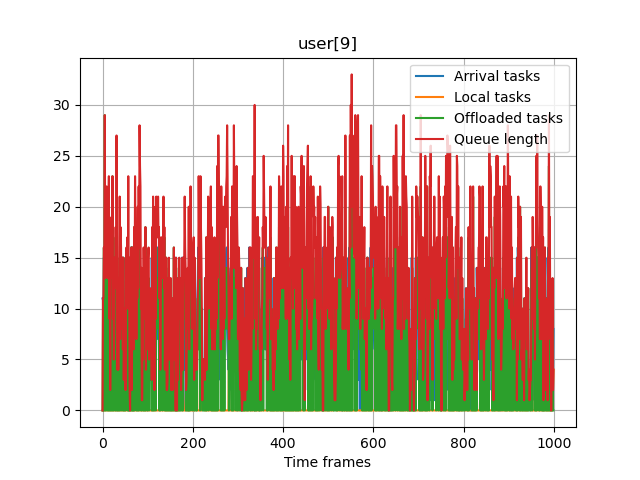 user[9]
Arrival tasks
Local tasks
Offloaded tasks
Queue length
30
25
20
15
10
5
0
0 200 400 600 800 1000
Time frames